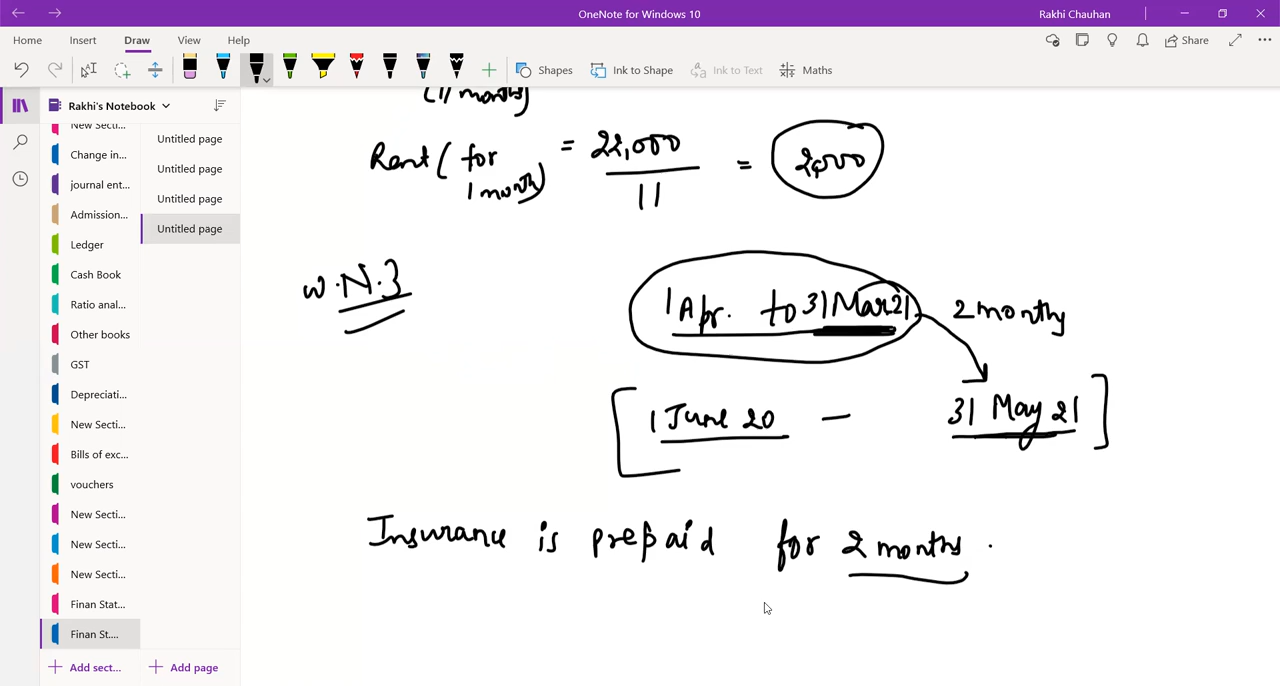 OneNote for Windows 10
Rakhi Chauhan
Home Insert Draw View Help
Share
Shapes
Ink to Shape
Ink to Text
Maths
Rakhi's Notebook
New Secti...
Change in...
journal ent...
Admission...
Ledger
Cash Book
Ratio anal...
Other books
GST
Depreciati...
New Secti...
Bills of exc...
vouchers
New Secti...
New Secti...
New Secti...
Finan Stat...
Finan St....
Add sect...
Untitled page
Untitled page
Untitled page
Untitled page
Add page
(11 months)
Rent ( for 1 month) = 22,000 / 11 = 2,000
W.N.3
1 Apr. to 31 Mar 21 2 months
[ 1 June 20 — 31 May 21 ]
Insurance is prepaid for 2 months.